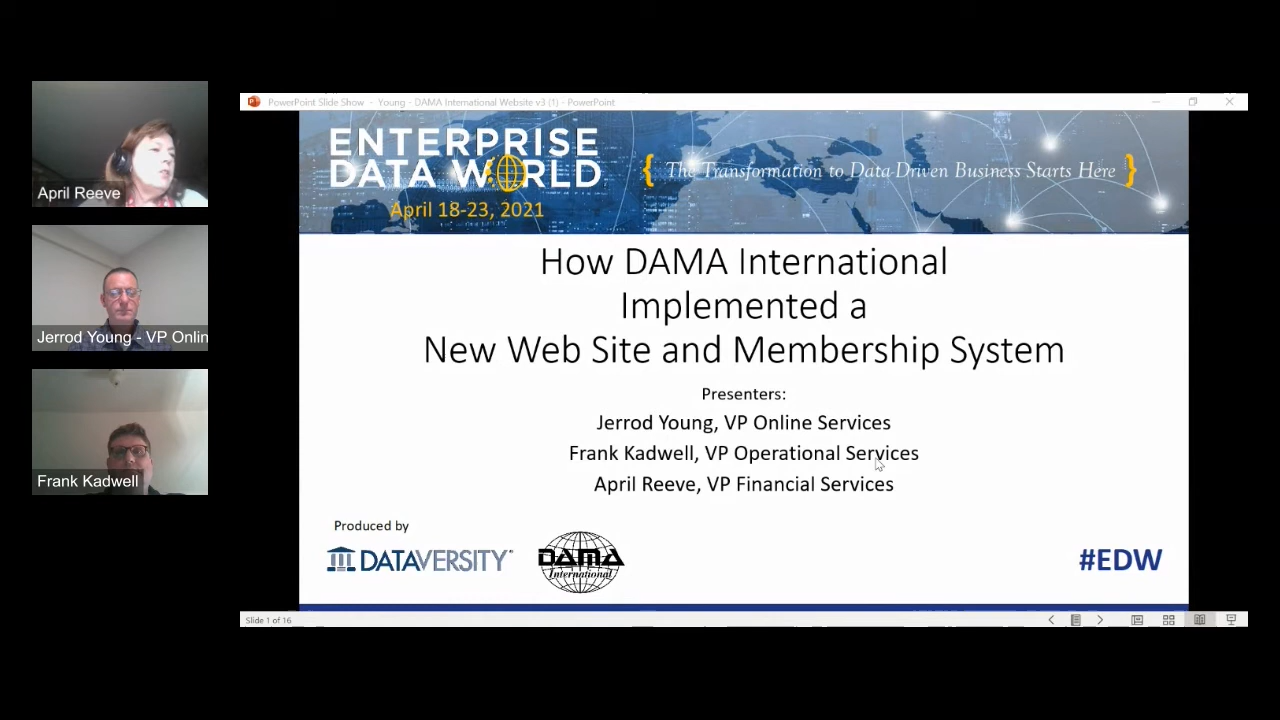 April Reeve
Jerrod Young - VP Onlin
Frank Kadwell
PowerPoint Slide Show - Young - DAMA International Website v3 (1) - PowerPoint
ENTERPRISE
DATA WORLD
April 18-23, 2021
{ The Transformation to Data-Driven Business Starts Here }
How DAMA International
Implemented a
New Web Site and Membership System
Presenters:
Jerrod Young, VP Online Services
Frank Kadwell, VP Operational Services
April Reeve, VP Financial Services
Produced by
DATAVERSITY
DAMA
International
#EDW
Slide 1 of 16